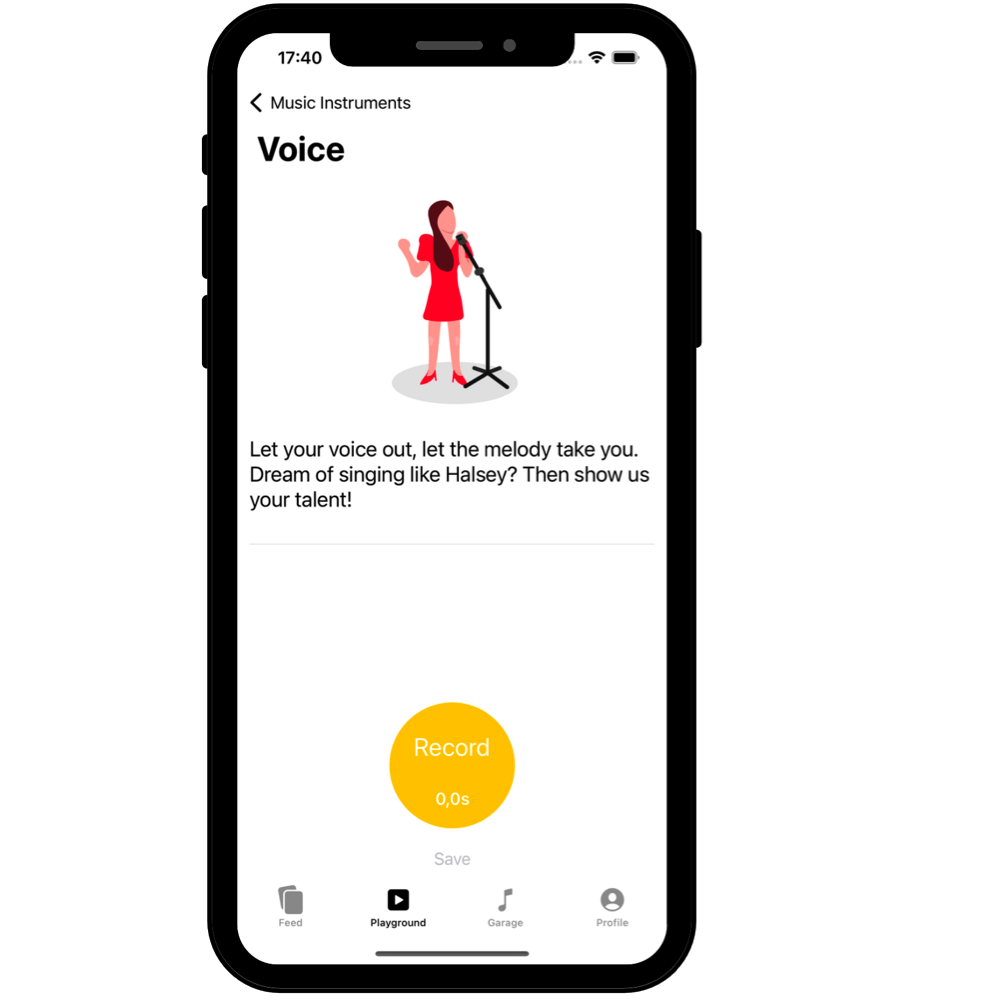 17:40
Music Instruments
Voice
Let your voice out, let the melody take you.
Dream of singing like Halsey? Then show us
your talent!
Record
0,0s
Save
Feed
Playground
Garage
Profile